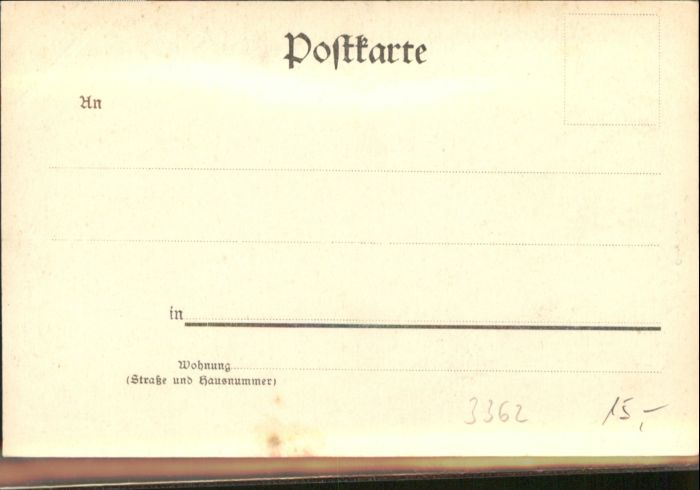 Postkarte
An
in
Wohnung
(Straße und Hausnummer)
3362 15,-